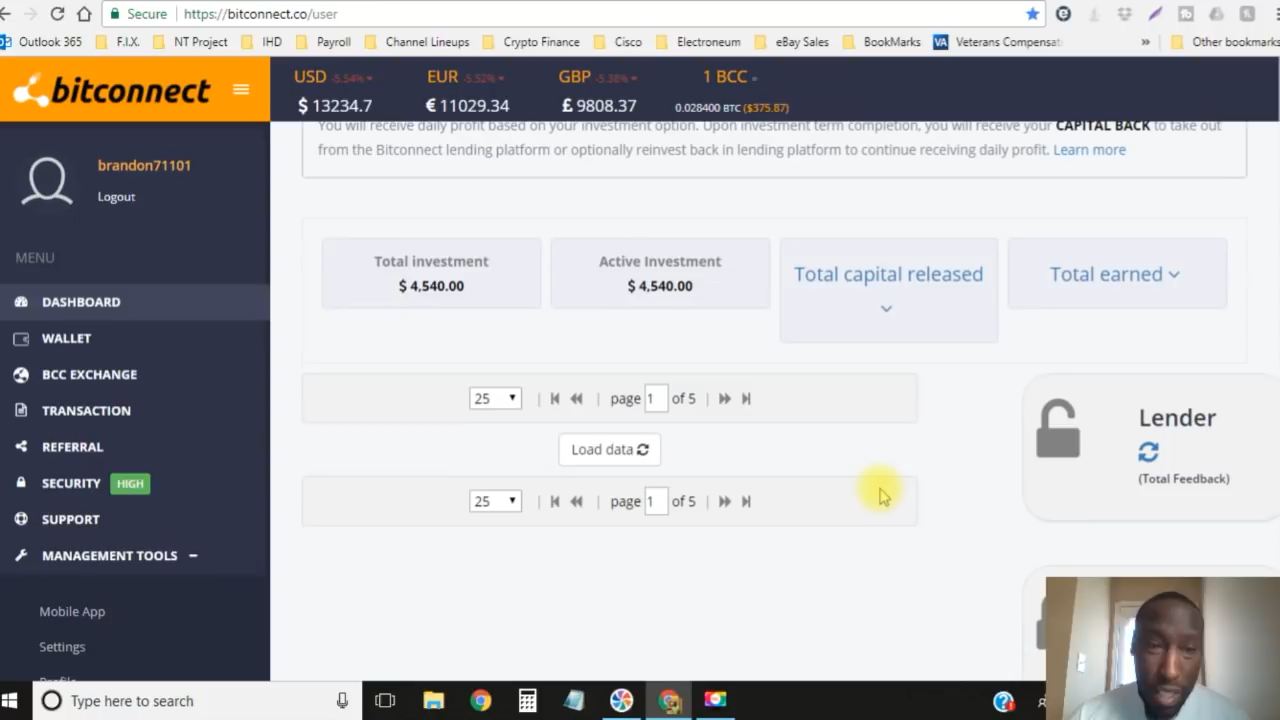 Secure
https://bitconnect.co/user
Outlook 365
F.I.X.
NT Project
IHD
Payroll
Channel Lineups
Crypto Finance
Cisco
Electroneum
eBay Sales
BookMarks
VA
Veterans Compensat
»
Other bookmarks
bitconnect
USD -5.54%
EUR -5.52%
GBP -5.38%
1 BCC
$ 13234.7
€ 11029.34
£ 9808.37
0.028400 BTC ($375.87)
You will receive daily profit based on your investment option. Upon investment term completion, you will receive your CAPITAL BACK to take out
from the Bitconnect lending platform or optionally reinvest back in lending platform to continue receiving daily profit. Learn more
brandon71101
Logout
MENU
DASHBOARD
WALLET
BCC EXCHANGE
TRANSACTION
REFERRAL
SECURITY HIGH
SUPPORT
MANAGEMENT TOOLS
Mobile App
Settings
Total investment
$ 4,540.00
Active Investment
$ 4,540.00
Total capital released
Total earned
25 page 1 of 5
Load data
25 page 1 of 5
Lender
(Total Feedback)
Type here to search